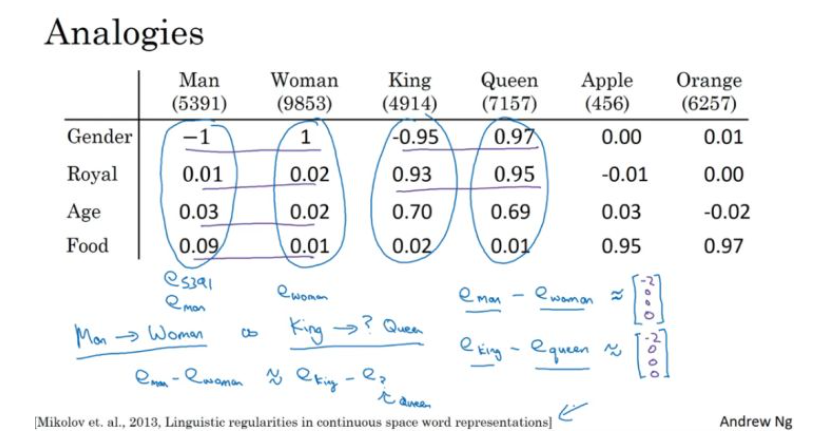 Analogies
Man Woman King Queen Apple Orange
(5391) (9853) (4914) (7157) (456) (6257)
Gender −1 1 -0.95 0.97 0.00 0.01
Royal 0.01 0.02 0.93 0.95 -0.01 0.00
Age 0.03 0.02 0.70 0.69 0.03 -0.02
Food 0.09 0.01 0.02 0.01 0.95 0.97
e5391
eman ewoman
eman − ewoman ≈ [-2 0 0 0]
Man → Woman as King → ? Queen
eking − equeen ≈ [-2 0 0 0]
eman - ewoman ≈ eking - e?
↑ Queen
[Mikolov et. al., 2013, Linguistic regularities in continuous space word representations] ←
Andrew Ng